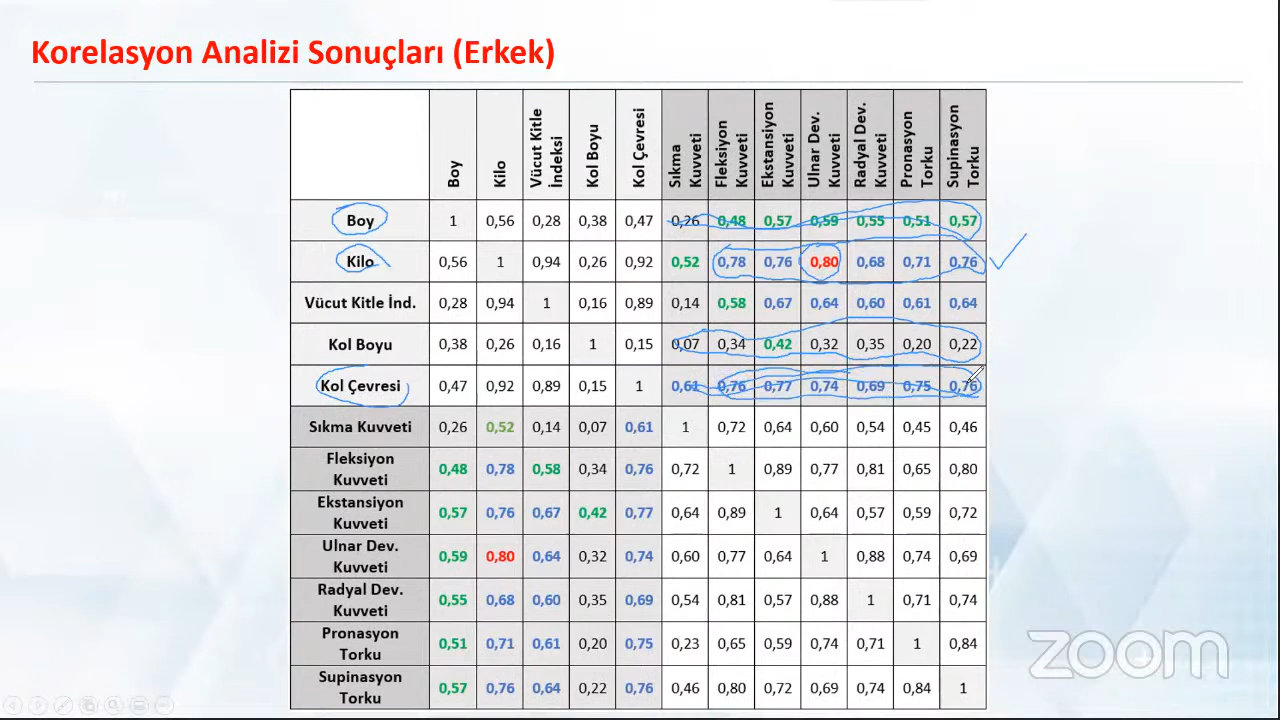 Korelasyon Analizi Sonuçları (Erkek)
Boy Kilo Vücut Kitle İndeksi Kol Boyu Kol Çevresi Sıkma Kuvveti Fleksiyon Kuvveti Ekstansiyon Kuvveti Ulnar Dev. Kuvveti Radyal Dev. Kuvveti Pronasyon Torku Supinasyon Torku
Boy 1 0,56 0,28 0,38 0,47 0,26 0,48 0,57 0,59 0,55 0,51 0,57
Kilo 0,56 1 0,94 0,26 0,92 0,52 0,78 0,76 0,80 0,68 0,71 0,76
Vücut Kitle İnd. 0,28 0,94 1 0,16 0,89 0,14 0,58 0,67 0,64 0,60 0,61 0,64
Kol Boyu 0,38 0,26 0,16 1 0,15 0,07 0,34 0,42 0,32 0,35 0,20 0,22
Kol Çevresi 0,47 0,92 0,89 0,15 1 0,61 0,76 0,77 0,74 0,69 0,75 0,76
Sıkma Kuvveti 0,26 0,52 0,14 0,07 0,61 1 0,72 0,64 0,60 0,54 0,45 0,46
Fleksiyon
Kuvveti 0,48 0,78 0,58 0,34 0,76 0,72 1 0,89 0,77 0,81 0,65 0,80
Ekstansiyon
Kuvveti 0,57 0,76 0,67 0,42 0,77 0,64 0,89 1 0,64 0,57 0,59 0,72
Ulnar Dev.
Kuvveti 0,59 0,80 0,64 0,32 0,74 0,60 0,77 0,64 1 0,88 0,74 0,69
Radyal Dev.
Kuvveti 0,55 0,68 0,60 0,35 0,69 0,54 0,81 0,57 0,88 1 0,71 0,74
Pronasyon
Torku 0,51 0,71 0,61 0,20 0,75 0,23 0,65 0,59 0,74 0,71 1 0,84
Supinasyon
Torku 0,57 0,76 0,64 0,22 0,76 0,46 0,80 0,72 0,69 0,74 0,84 1
zoom